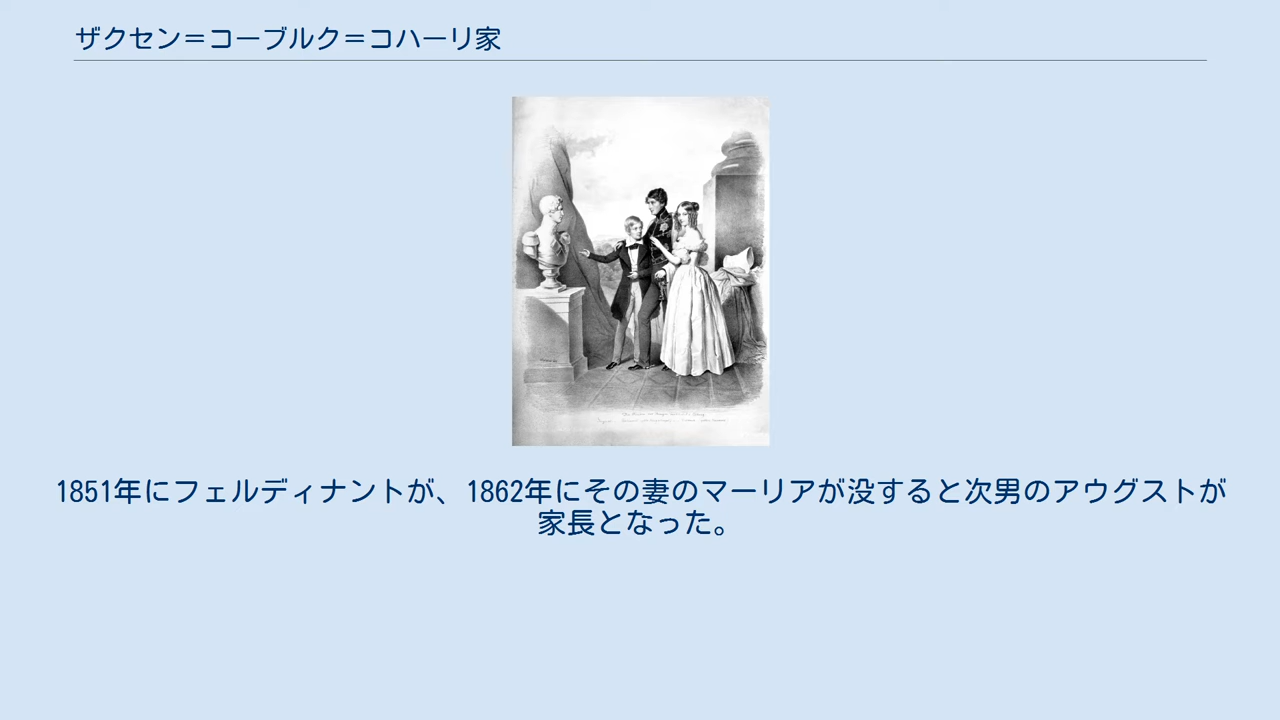 ザクセン＝コーブルク＝コハーリ家
1851年にフェルディナントが、1862年にその妻のマーリアが没すると次男のアウグストが
家長となった。